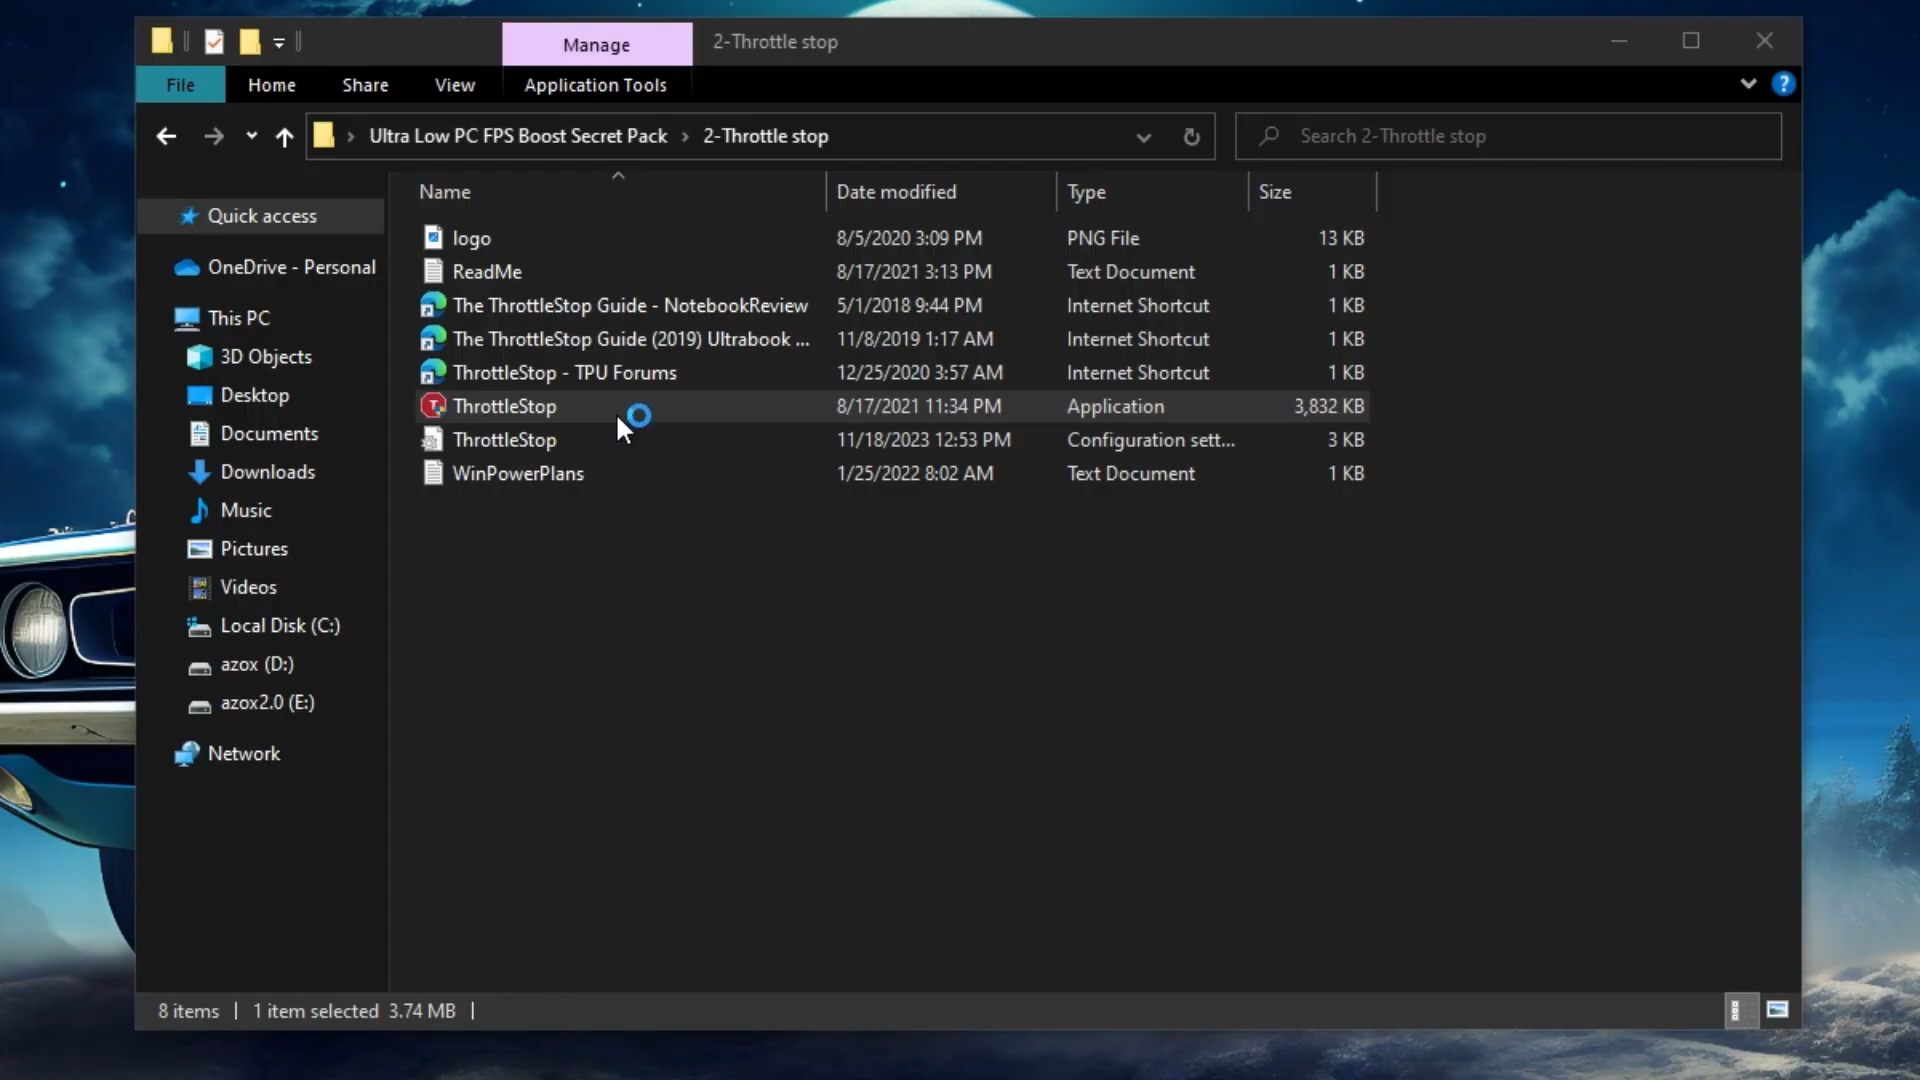 Manage
2-Throttle stop
File
Home
Share
View
Application Tools
?
Ultra Low PC FPS Boost Secret Pack
2-Throttle stop
Search 2-Throttle stop
Name
Date modified
Type
Size
logo 8/5/2020 3:09 PM PNG File 13 KB
ReadMe 8/17/2021 3:13 PM Text Document 1 KB
The ThrottleStop Guide - NotebookReview 5/1/2018 9:44 PM Internet Shortcut 1 KB
The ThrottleStop Guide (2019) Ultrabook ... 11/8/2019 1:17 AM Internet Shortcut 1 KB
ThrottleStop - TPU Forums 12/25/2020 3:57 AM Internet Shortcut 1 KB
ThrottleStop 8/17/2021 11:34 PM Application 3,832 KB
ThrottleStop 11/18/2023 12:53 PM Configuration sett... 3 KB
WinPowerPlans 1/25/2022 8:02 AM Text Document 1 KB
Quick access
OneDrive - Personal
This PC
3D Objects
Desktop
Documents
Downloads
Music
Pictures
Videos
Local Disk (C:)
azox (D:)
azox2.0 (E:)
Network
8 items
1 item selected 3.74 MB